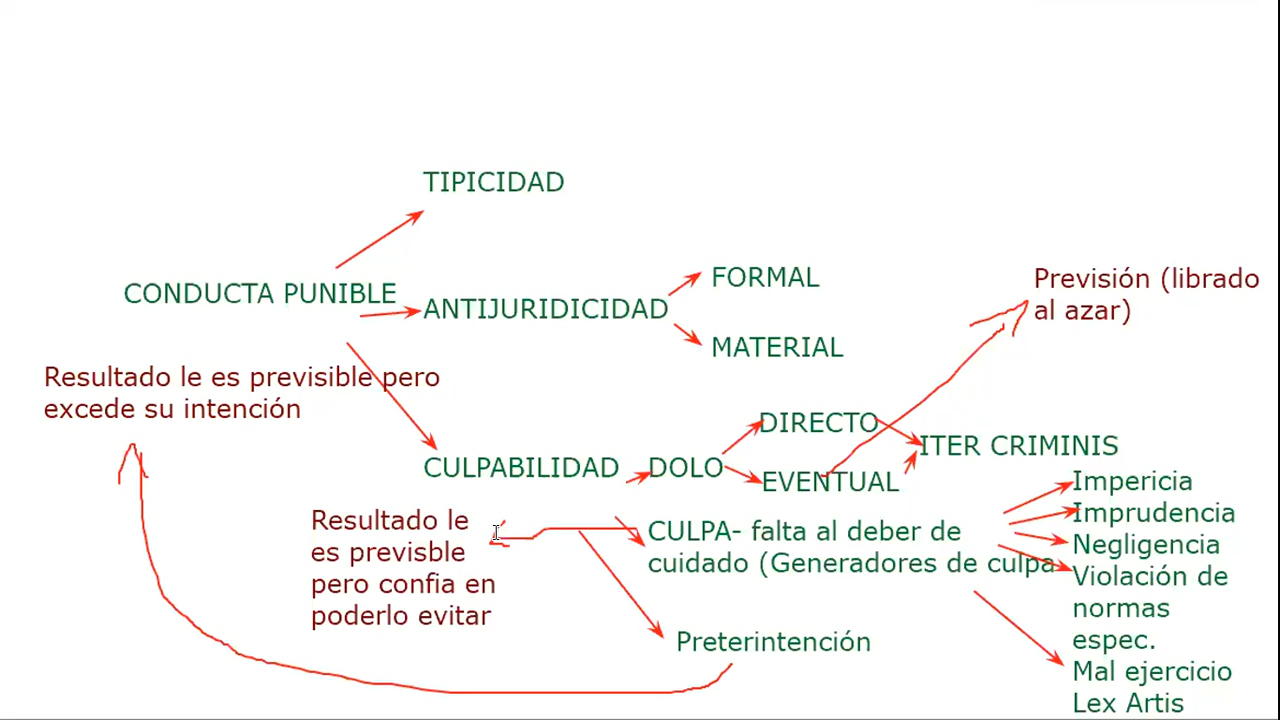 TIPICIDAD
CONDUCTA PUNIBLE
ANTIJURIDICIDAD
FORMAL
MATERIAL
Previsión (librado
al azar)
Resultado le es previsible pero
excede su intención
CULPABILIDAD
DOLO
DIRECTO
EVENTUAL
ITER CRIMINIS
Resultado le
es previsble
pero confia en
poderlo evitar
CULPA- falta al deber de
cuidado (Generadores de culpa
Impericia
Imprudencia
Negligencia
Violación de
normas
espec.
Mal ejercicio
Lex Artis
Preterintención